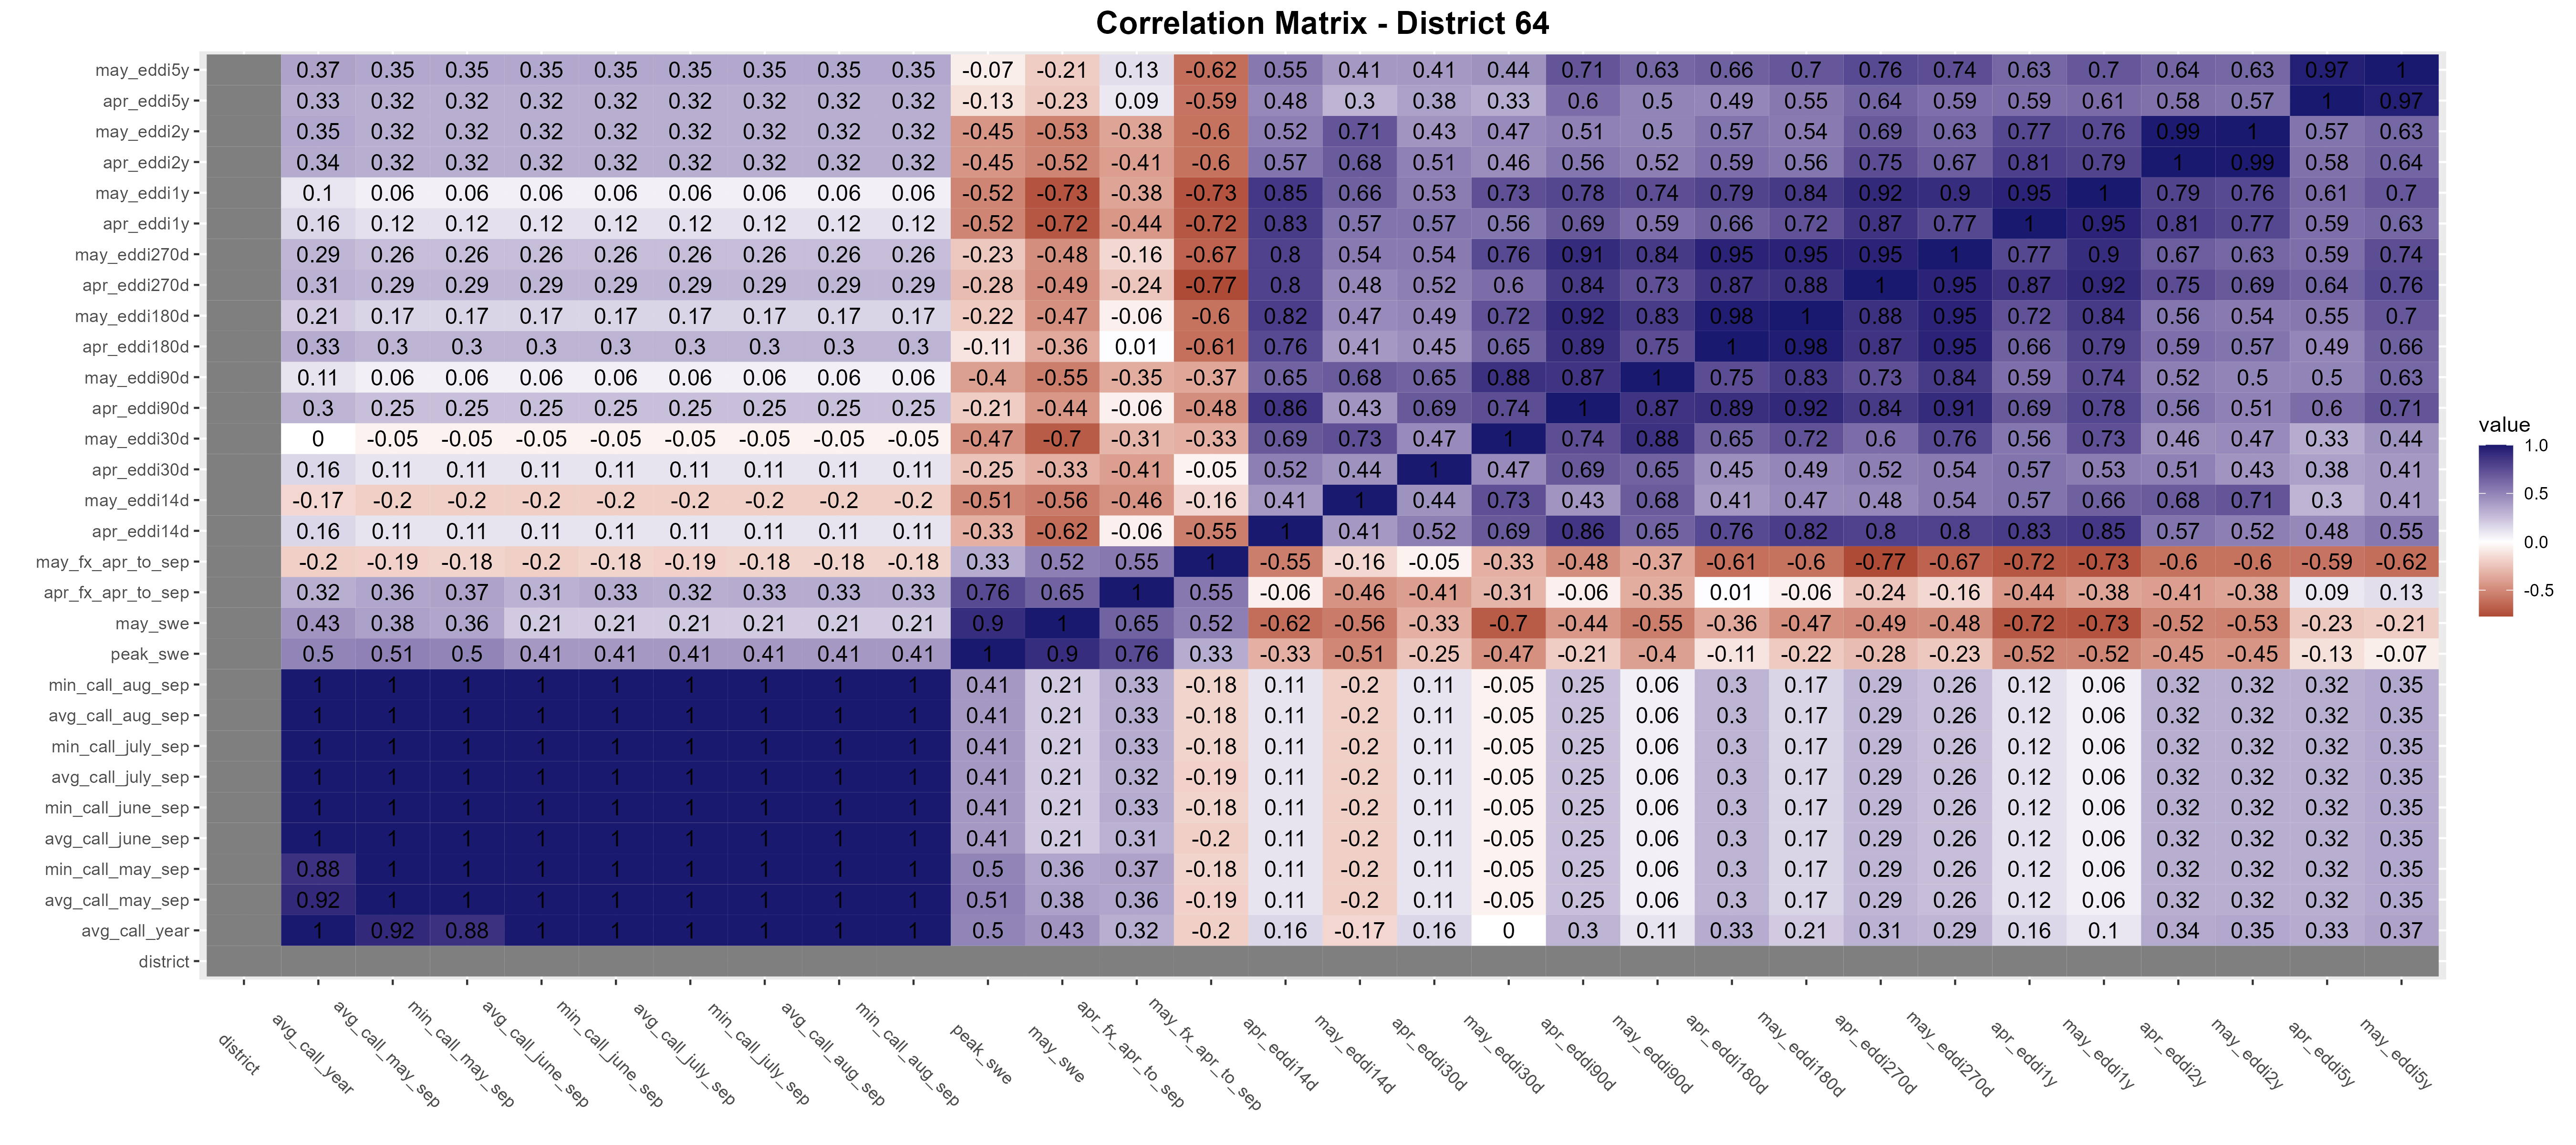 Correlation Matrix - District 64
may_eddi5y 0.37 0.35 0.35 0.35 0.35 0.35 0.35 0.35 0.35 -0.07 -0.21 0.13 -0.62 0.55 0.41 0.41 0.44 0.71 0.63 0.66 0.7 0.76 0.74 0.63 0.7 0.64 0.63 0.97 1
apr_eddi5y 0.33 0.32 0.32 0.32 0.32 0.32 0.32 0.32 0.32 -0.13 -0.23 0.09 -0.59 0.48 0.3 0.38 0.33 0.6 0.5 0.49 0.55 0.64 0.59 0.59 0.61 0.58 0.57 1 0.97
may_eddi2y 0.35 0.32 0.32 0.32 0.32 0.32 0.32 0.32 0.32 -0.45 -0.53 -0.38 -0.6 0.52 0.71 0.43 0.47 0.51 0.5 0.57 0.54 0.69 0.63 0.77 0.76 0.99 1 0.57 0.63
apr_eddi2y 0.34 0.32 0.32 0.32 0.32 0.32 0.32 0.32 0.32 -0.45 -0.52 -0.41 -0.6 0.57 0.68 0.51 0.46 0.56 0.52 0.59 0.56 0.75 0.67 0.81 0.79 1 0.99 0.58 0.64
may_eddi1y 0.1 0.06 0.06 0.06 0.06 0.06 0.06 0.06 0.06 -0.52 -0.73 -0.38 -0.73 0.85 0.66 0.53 0.73 0.78 0.74 0.79 0.84 0.92 0.9 0.95 1 0.79 0.76 0.61 0.7
apr_eddi1y 0.16 0.12 0.12 0.12 0.12 0.12 0.12 0.12 0.12 -0.52 -0.72 -0.44 -0.72 0.83 0.57 0.57 0.56 0.69 0.59 0.66 0.72 0.87 0.77 1 0.95 0.81 0.77 0.59 0.63
may_eddi270d 0.29 0.26 0.26 0.26 0.26 0.26 0.26 0.26 0.26 -0.23 -0.48 -0.16 -0.67 0.8 0.54 0.54 0.76 0.91 0.84 0.95 0.95 0.95 1 0.77 0.9 0.67 0.63 0.59 0.74
apr_eddi270d 0.31 0.29 0.29 0.29 0.29 0.29 0.29 0.29 0.29 -0.28 -0.49 -0.24 -0.77 0.8 0.48 0.52 0.6 0.84 0.73 0.87 0.88 1 0.95 0.87 0.92 0.75 0.69 0.64 0.76
may_eddi180d 0.21 0.17 0.17 0.17 0.17 0.17 0.17 0.17 0.17 -0.22 -0.47 -0.06 -0.6 0.82 0.47 0.49 0.72 0.92 0.83 0.98 1 0.88 0.95 0.72 0.84 0.56 0.54 0.55 0.7
apr_eddi180d 0.33 0.3 0.3 0.3 0.3 0.3 0.3 0.3 0.3 -0.11 -0.36 0.01 -0.61 0.76 0.41 0.45 0.65 0.89 0.75 1 0.98 0.87 0.95 0.66 0.79 0.59 0.57 0.49 0.66
may_eddi90d 0.11 0.06 0.06 0.06 0.06 0.06 0.06 0.06 0.06 -0.4 -0.55 -0.35 -0.37 0.65 0.68 0.65 0.88 0.87 1 0.75 0.83 0.73 0.84 0.59 0.74 0.52 0.5 0.5 0.63
apr_eddi90d 0.3 0.25 0.25 0.25 0.25 0.25 0.25 0.25 0.25 -0.21 -0.44 -0.06 -0.48 0.86 0.43 0.69 0.74 1 0.87 0.89 0.92 0.84 0.91 0.69 0.78 0.56 0.51 0.6 0.71
may_eddi30d 0 -0.05 -0.05 -0.05 -0.05 -0.05 -0.05 -0.05 -0.05 -0.47 -0.7 -0.31 -0.33 0.69 0.73 0.47 1 0.74 0.88 0.65 0.72 0.6 0.76 0.56 0.73 0.46 0.47 0.33 0.44
apr_eddi30d 0.16 0.11 0.11 0.11 0.11 0.11 0.11 0.11 0.11 -0.25 -0.33 -0.41 -0.05 0.52 0.44 1 0.47 0.69 0.65 0.45 0.49 0.52 0.54 0.57 0.53 0.51 0.43 0.38 0.41
may_eddi14d -0.17 -0.2 -0.2 -0.2 -0.2 -0.2 -0.2 -0.2 -0.2 -0.51 -0.56 -0.46 -0.16 0.41 1 0.44 0.73 0.43 0.68 0.41 0.47 0.48 0.54 0.57 0.66 0.68 0.71 0.3 0.41
apr_eddi14d 0.16 0.11 0.11 0.11 0.11 0.11 0.11 0.11 0.11 -0.33 -0.62 -0.06 -0.55 1 0.41 0.52 0.69 0.86 0.65 0.76 0.82 0.8 0.8 0.83 0.85 0.57 0.52 0.48 0.55
may_fx_apr_to_sep -0.2 -0.19 -0.18 -0.2 -0.18 -0.19 -0.18 -0.18 -0.18 0.33 0.52 0.55 1 -0.55 -0.16 -0.05 -0.33 -0.48 -0.37 -0.61 -0.6 -0.77 -0.67 -0.72 -0.73 -0.6 -0.6 -0.59 -0.62
apr_fx_apr_to_sep 0.32 0.36 0.37 0.31 0.33 0.32 0.33 0.33 0.33 0.76 0.65 1 0.55 -0.06 -0.46 -0.41 -0.31 -0.06 -0.35 0.01 -0.06 -0.24 -0.16 -0.44 -0.38 -0.41 -0.38 0.09 0.13
may_swe 0.43 0.38 0.36 0.21 0.21 0.21 0.21 0.21 0.21 0.9 1 0.65 0.52 -0.62 -0.56 -0.33 -0.7 -0.44 -0.55 -0.36 -0.47 -0.49 -0.48 -0.72 -0.73 -0.52 -0.53 -0.23 -0.21
peak_swe 0.5 0.51 0.5 0.41 0.41 0.41 0.41 0.41 0.41 1 0.9 0.76 0.33 -0.33 -0.51 -0.25 -0.47 -0.21 -0.4 -0.11 -0.22 -0.28 -0.23 -0.52 -0.52 -0.45 -0.45 -0.13 -0.07
min_call_aug_sep 1 1 1 1 1 1 1 1 1 0.41 0.21 0.33 -0.18 0.11 -0.2 0.11 -0.05 0.25 0.06 0.3 0.17 0.29 0.26 0.12 0.06 0.32 0.32 0.32 0.35
avg_call_aug_sep 1 1 1 1 1 1 1 1 1 0.41 0.21 0.33 -0.18 0.11 -0.2 0.11 -0.05 0.25 0.06 0.3 0.17 0.29 0.26 0.12 0.06 0.32 0.32 0.32 0.35
min_call_july_sep 1 1 1 1 1 1 1 1 1 0.41 0.21 0.33 -0.18 0.11 -0.2 0.11 -0.05 0.25 0.06 0.3 0.17 0.29 0.26 0.12 0.06 0.32 0.32 0.32 0.35
avg_call_july_sep 1 1 1 1 1 1 1 1 1 0.41 0.21 0.32 -0.19 0.11 -0.2 0.11 -0.05 0.25 0.06 0.3 0.17 0.29 0.26 0.12 0.06 0.32 0.32 0.32 0.35
min_call_june_sep 1 1 1 1 1 1 1 1 1 0.41 0.21 0.33 -0.18 0.11 -0.2 0.11 -0.05 0.25 0.06 0.3 0.17 0.29 0.26 0.12 0.06 0.32 0.32 0.32 0.35
avg_call_june_sep 1 1 1 1 1 1 1 1 1 0.41 0.21 0.31 -0.2 0.11 -0.2 0.11 -0.05 0.25 0.06 0.3 0.17 0.29 0.26 0.12 0.06 0.32 0.32 0.32 0.35
min_call_may_sep 0.88 1 1 1 1 1 1 1 1 0.5 0.36 0.37 -0.18 0.11 -0.2 0.11 -0.05 0.25 0.06 0.3 0.17 0.29 0.26 0.12 0.06 0.32 0.32 0.32 0.35
avg_call_may_sep 0.92 1 1 1 1 1 1 1 1 0.51 0.38 0.36 -0.19 0.11 -0.2 0.11 -0.05 0.25 0.06 0.3 0.17 0.29 0.26 0.12 0.06 0.32 0.32 0.32 0.35
avg_call_year 1 0.92 0.88 1 1 1 1 1 1 0.5 0.43 0.32 -0.2 0.16 -0.17 0.16 0 0.3 0.11 0.33 0.21 0.31 0.29 0.16 0.1 0.34 0.35 0.33 0.37
district
district avg_call_year avg_call_may_sep min_call_may_sep avg_call_june_sep min_call_june_sep avg_call_july_sep min_call_july_sep avg_call_aug_sep min_call_aug_sep peak_swe may_swe apr_fx_apr_to_sep may_fx_apr_to_sep apr_eddi14d may_eddi14d apr_eddi30d may_eddi30d apr_eddi90d may_eddi90d apr_eddi180d may_eddi180d apr_eddi270d may_eddi270d apr_eddi1y may_eddi1y apr_eddi2y may_eddi2y apr_eddi5y may_eddi5y
value
1.0
0.5
0.0
-0.5